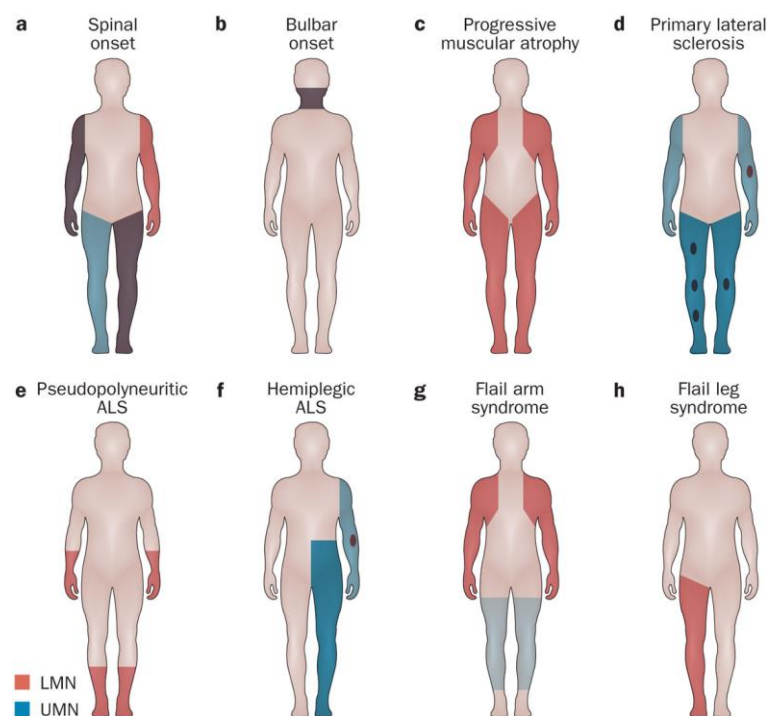 a Spinal onset
b Bulbar onset
c Progressive muscular atrophy
d Primary lateral sclerosis
e Pseudopolyneuritic ALS
f Hemiplegic ALS
g Flail arm syndrome
h Flail leg syndrome
LMN
UMN